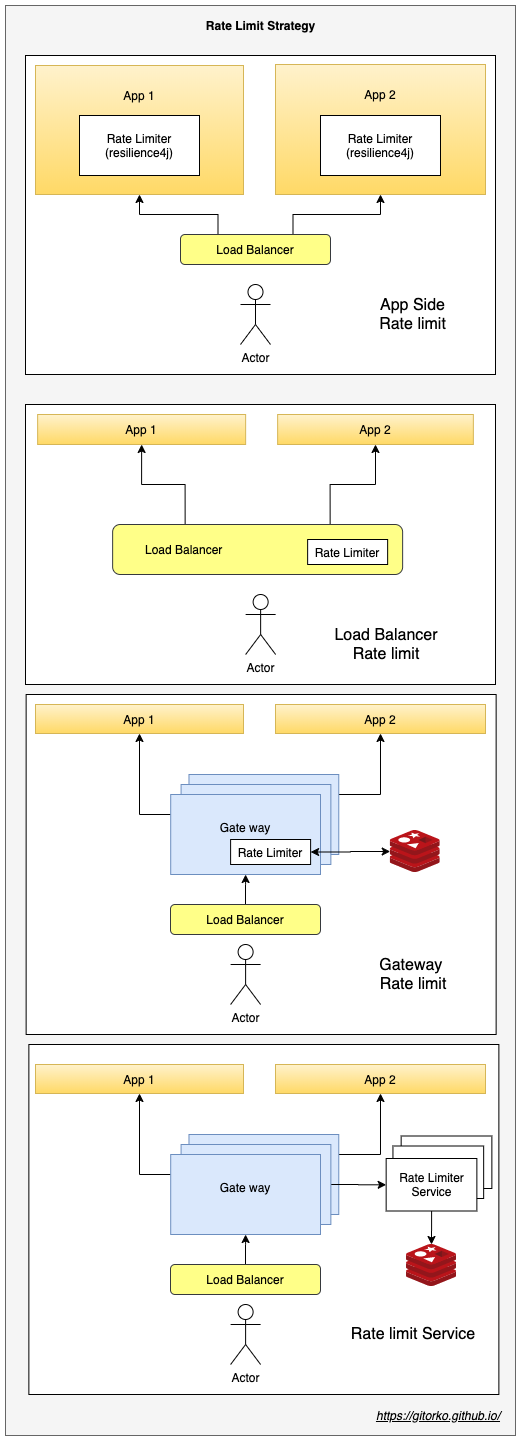 Rate Limit Strategy
App 1
App 2
Rate Limiter
(resilience4j)
Rate Limiter
(resilience4j)
Load Balancer
App Side
Rate limit
Actor
App 1
App 2
Load Balancer
Rate Limiter
Load Balancer
Rate limit
Actor
App 1
App 2
Gate way
Rate Limiter
Load Balancer
Gateway
Rate limit
Actor
App 1
App 2
Gate way
Rate Limiter
Service
Load Balancer
Rate limit Service
Actor
https://gitorko.github.io/